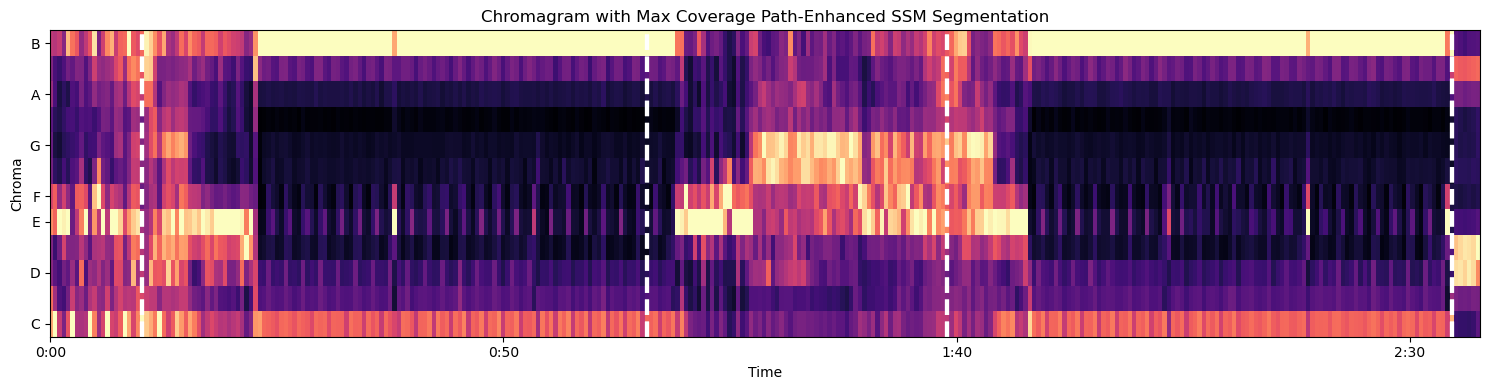 Chromagram with Max Coverage Path-Enhanced SSM Segmentation
Chroma
B
A
G
F
E
D
C
0:00
0:50
1:40
2:30
Time